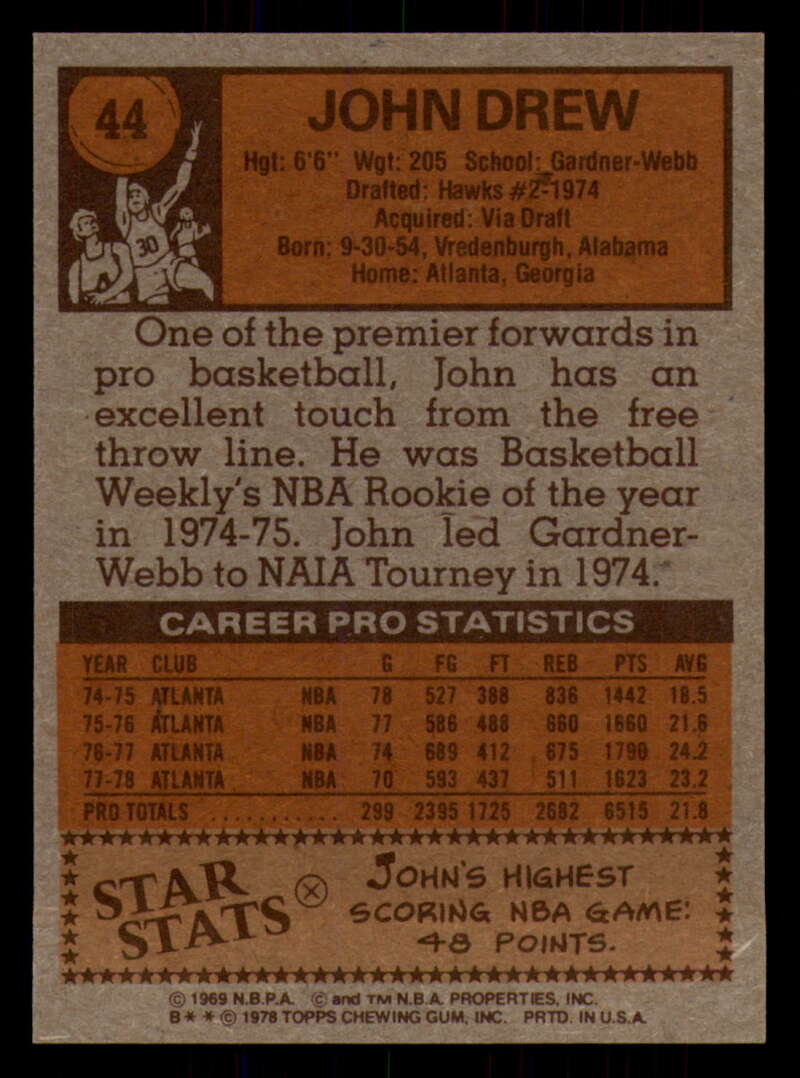 44
30
JOHN DREW
Hgt: 6'6" Wgt: 205 School: Gardner-Webb
Drafted: Hawks #2-1974
Acquired: Via Draft
Born: 9-30-54, Vredenburgh, Alabama
Home: Atlanta, Georgia
One of the premier forwards in
pro basketball, John has an
excellent touch from the free
throw line. He was Basketball
Weekly's NBA Rookie of the year
in 1974-75. John led Gardner-
Webb to NAIA Tourney in 1974.
CAREER PRO STATISTICS
YEAR CLUB G FG FT REB PTS AVG
74-75 ATLANTA NBA 78 527 388 836 1442 18.5
75-76 ATLANTA NBA 77 586 488 660 1660 21.6
76-77 ATLANTA NBA 74 689 412 675 1790 24.2
77-78 ATLANTA NBA 70 593 437 511 1623 23.2
PRO TOTALS ........... 299 2395 1725 2682 6515 21.8
STAR
STATS
JOHN'S HIGHEST
SCORING NBA GAME:
48 POINTS.
© 1969 N.B.P.A. © and TM N.B.A. PROPERTIES, INC.
B * * © 1978 TOPPS CHEWING GUM, INC. PRTD. IN U.S.A.